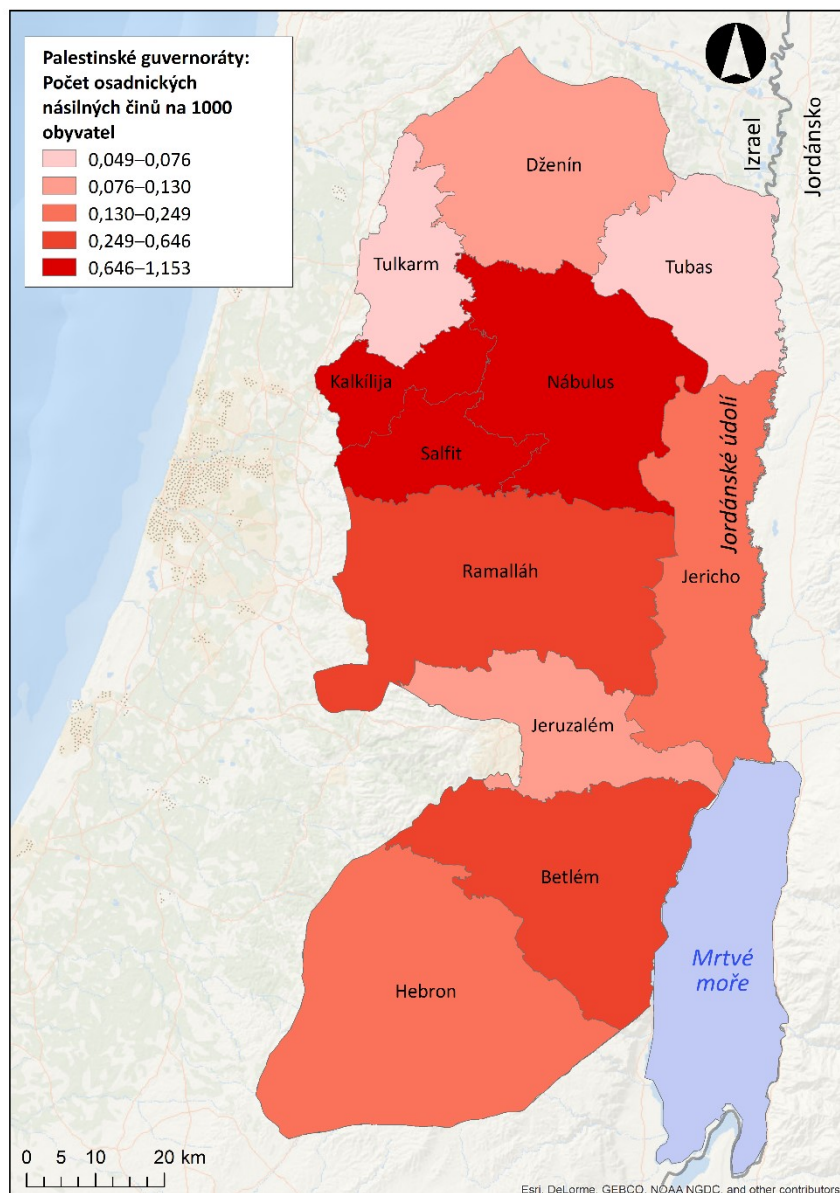 Palestinské guvernoráty:
Počet osadnických
násilných činů na 1000
obyvatel
0,049–0,076
0,076–0,130
0,130–0,249
0,249–0,646
0,646–1,153
Izrael
Jordánsko
Dženín
Tulkarm
Tubas
Kalkílija
Nábulus
Salfit
Jordánské údolí
Ramalláh
Jericho
Jeruzalém
Betlém
Mrtvé
moře
Hebron
0 5 10 20 km
Esri, DeLorme, GEBCO, NOAA NGDC, and other contributors